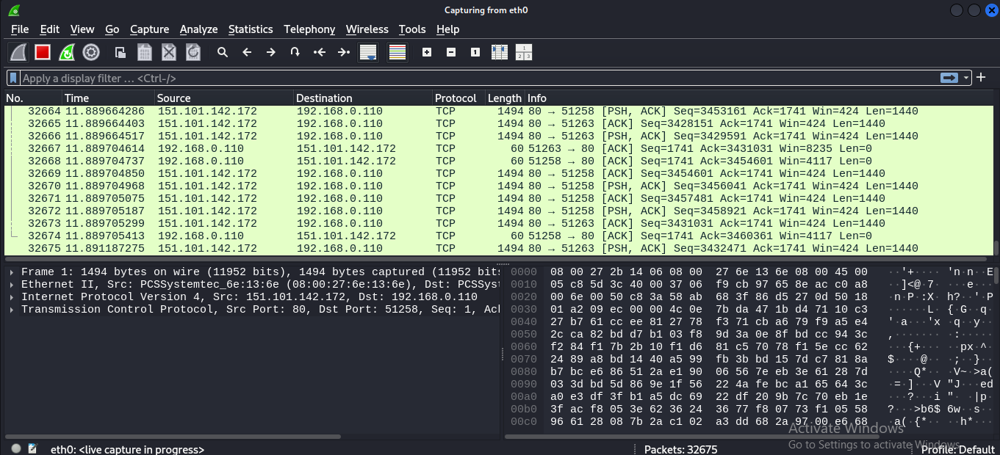 Capturing from eth0
File Edit View Go Capture Analyze Statistics Telephony Wireless Tools Help
Apply a display filter … <Ctrl-/>
No. Time Source Destination Protocol Length Info
32664 11.889664286 151.101.142.172 192.168.0.110 TCP 1494 80 → 51258 [PSH, ACK] Seq=3453161 Ack=1741 Win=424 Len=1440
32665 11.889664403 151.101.142.172 192.168.0.110 TCP 1494 80 → 51263 [ACK] Seq=3428151 Ack=1741 Win=424 Len=1440
32666 11.889664517 151.101.142.172 192.168.0.110 TCP 1494 80 → 51263 [PSH, ACK] Seq=3429591 Ack=1741 Win=424 Len=1440
32667 11.889704614 192.168.0.110 151.101.142.172 TCP 60 51263 → 80 [ACK] Seq=1741 Ack=3431031 Win=8235 Len=0
32668 11.889704737 192.168.0.110 151.101.142.172 TCP 60 51258 → 80 [ACK] Seq=1741 Ack=3454601 Win=4117 Len=0
32669 11.889704850 151.101.142.172 192.168.0.110 TCP 1494 80 → 51258 [ACK] Seq=3454601 Ack=1741 Win=424 Len=1440
32670 11.889704968 151.101.142.172 192.168.0.110 TCP 1494 80 → 51258 [PSH, ACK] Seq=3456041 Ack=1741 Win=424 Len=1440
32671 11.889705075 151.101.142.172 192.168.0.110 TCP 1494 80 → 51258 [ACK] Seq=3457481 Ack=1741 Win=424 Len=1440
32672 11.889705187 151.101.142.172 192.168.0.110 TCP 1494 80 → 51258 [PSH, ACK] Seq=3458921 Ack=1741 Win=424 Len=1440
32673 11.889705299 151.101.142.172 192.168.0.110 TCP 1494 80 → 51263 [ACK] Seq=3431031 Ack=1741 Win=424 Len=1440
32674 11.889705413 192.168.0.110 151.101.142.172 TCP 60 51258 → 80 [ACK] Seq=1741 Ack=3460361 Win=4117 Len=0
32675 11.891187275 151.101.142.172 192.168.0.110 TCP 1494 80 → 51263 [PSH, ACK] Seq=3432471 Ack=1741 Win=424 Len=1440
Frame 1: 1494 bytes on wire (11952 bits), 1494 bytes captured (11952 bits
Ethernet II, Src: PCSSystemtec_6e:13:6e (08:00:27:6e:13:6e), Dst: PCSSyst
Internet Protocol Version 4, Src: 151.101.142.172, Dst: 192.168.0.110
Transmission Control Protocol, Src Port: 80, Dst Port: 51258, Seq: 1, Ack
0000 08 00 27 2b 14 06 08 00 27 6e 13 6e 08 00 45 00 ··'+···· 'n·n··E
0010 05 c8 5d 3c 40 00 37 06 f9 cb 97 65 8e ac c0 a8 ··]<@·7· ···e····
0020 00 6e 00 50 c8 3a 58 ab 68 3f 86 d5 27 0d 50 18 ·n·P·:X· h?··'·P
0030 01 a2 09 ec 00 00 4c 0e 7b da 47 1b d4 71 10 c3 ······L· {·G··q·
0040 27 b7 61 cc ee 81 27 78 f3 71 cb a6 79 f9 a5 e4 '·a···'x ·q··y··
0050 2c ca 82 bd d7 b1 03 f8 9d 3a 0e 8f bd cc 94 3c ,······· ·:·····
0060 f2 84 f1 7b 2b 10 f1 d6 81 c5 70 78 f1 5e cc 62 ···{+··· ··px·^·
0070 24 89 a8 bd 14 40 a5 99 fb 3b bd 15 7d c7 81 8a $····@·· ·;··}··
0080 b7 bc e6 86 51 2a e1 90 06 56 7e eb 3e 61 28 7d ····Q*·· ·V~·>a(
0090 03 3d bd 5d 86 9e 1f 56 22 4a fe bc a1 65 64 3c ·=·]···V "J···ed
00a0 a0 e3 df 3f b1 a5 dc 69 22 df 20 9b 7c 70 eb 1e ···?···i "· ·|p
00b0 3f ac f8 05 3e 62 36 24 36 77 f8 07 73 f1 05 58 ?···>b6$ 6w··s··
00c0 96 61 28 08 7b 2a c1 02 a3 dd 68 2a 97 00 e6 68 ·a(·{*·· ··h*···
Activate Windows
Go to Settings to activate Windows.
eth0: <live capture in progress> Packets: 32675 Profile: Default